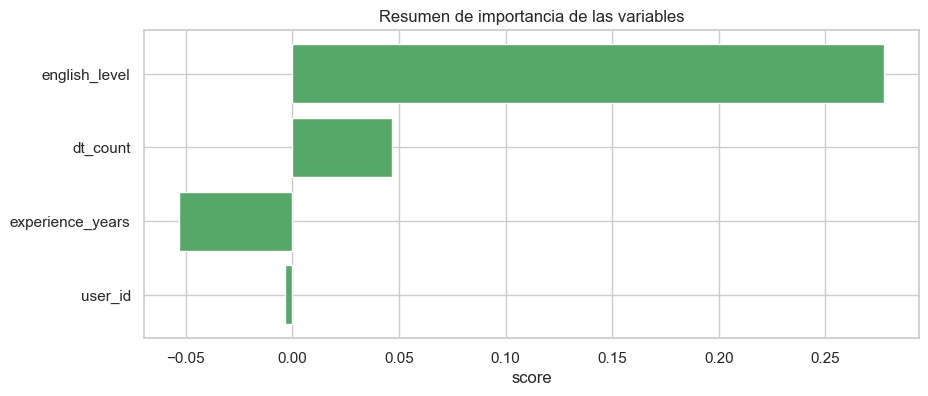 Resumen de importancia de las variables
english_level
dt_count
experience_years
user_id
−0.05 0.00 0.05 0.10 0.15 0.20 0.25
score